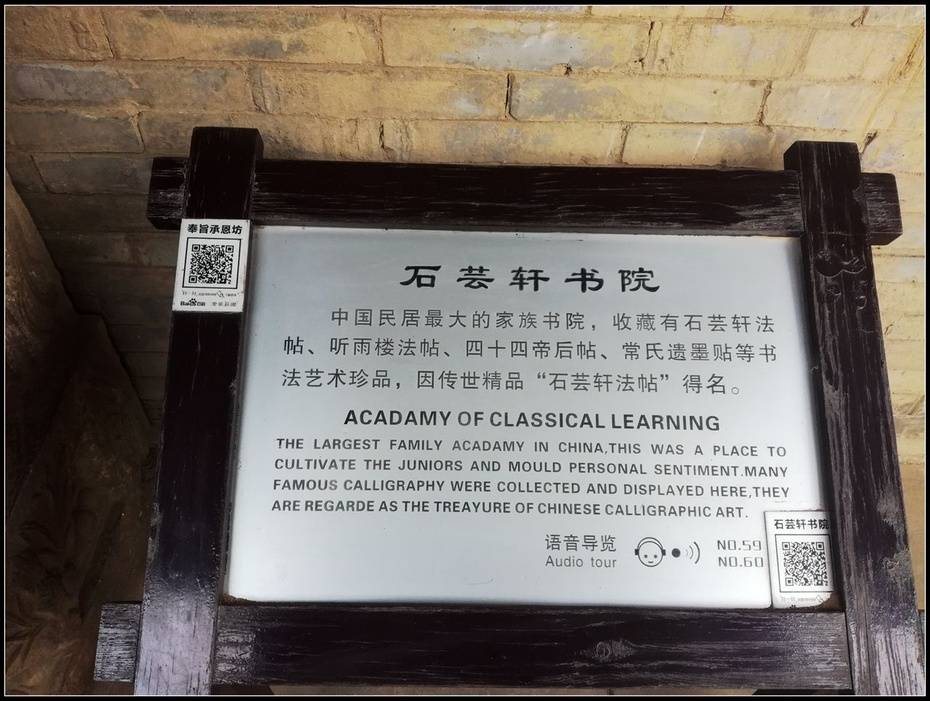 奉旨承恩坊
Bai百度
石芸轩书院
中国民居最大的家族书院，收藏有石芸轩法
帖、听雨楼法帖、四十四帝后帖、常氏遗墨贴等书
法艺术珍品，因传世精品“石芸轩法帖”得名。
ACADAMY OF CLASSICAL LEARNING
THE LARGEST FAMILY ACADAMY IN CHINA,THIS WAS A PLACE TO
CULTIVATE THE JUNIORS AND MOULD PERSONAL SENTIMENT.MANY
FAMOUS CALLIGRAPHY WERE COLLECTED AND DISPLAYED HERE,THEY
ARE REGARDE AS THE TREAYURE OF CHINESE CALLIGRAPHIC ART.
语音导览 NO.59
Audio tour NO.60
石芸轩书院